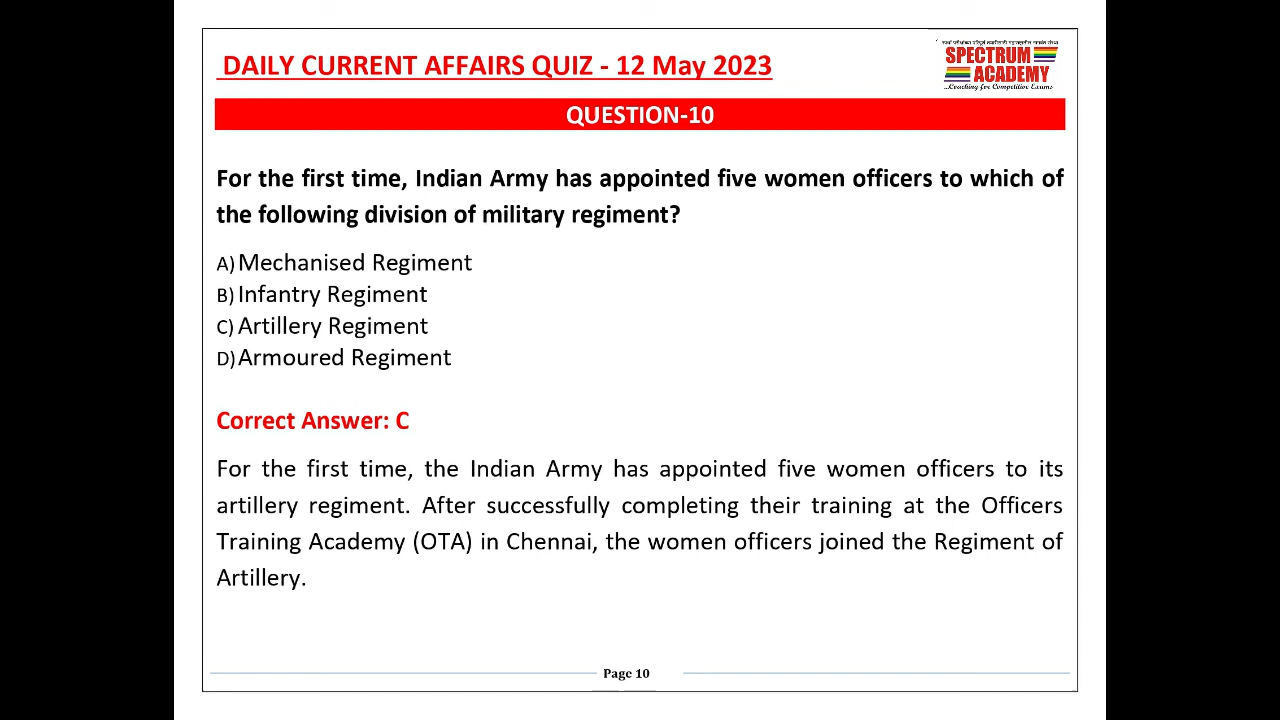 DAILY CURRENT AFFAIRS QUIZ - 12 May 2023
SPECTRUM
ACADEMY
...Coaching for Competitive Exams
QUESTION-10
For the first time, Indian Army has appointed five women officers to which of
the following division of military regiment?
A) Mechanised Regiment
B) Infantry Regiment
C) Artillery Regiment
D) Armoured Regiment
Correct Answer: C
For the first time, the Indian Army has appointed five women officers to its
artillery regiment. After successfully completing their training at the Officers
Training Academy (OTA) in Chennai, the women officers joined the Regiment of
Artillery.
Page 10